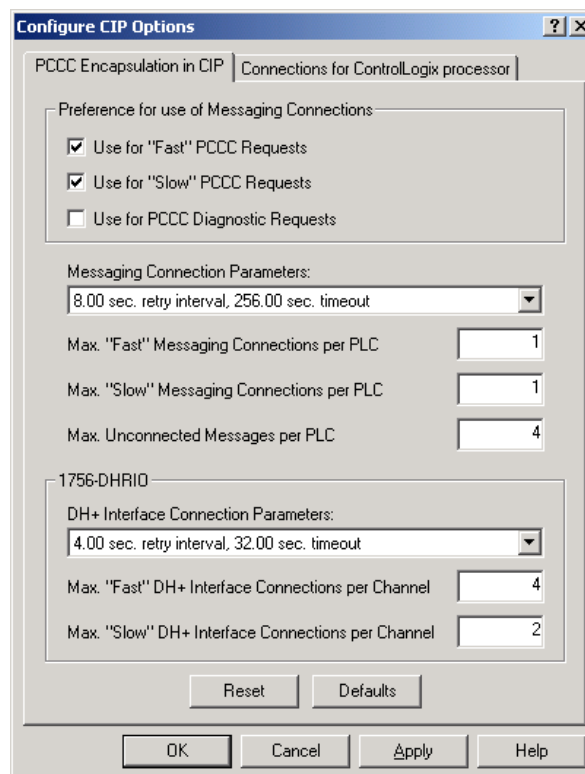 Configure CIP Options
PCCC Encapsulation in CIP
Connections for ControlLogix processor
Preference for use of Messaging Connections
Use for "Fast" PCCC Requests
Use for "Slow" PCCC Requests
Use for PCCC Diagnostic Requests
Messaging Connection Parameters:
8.00 sec. retry interval, 256.00 sec. timeout
Max. "Fast" Messaging Connections per PLC 1
Max. "Slow" Messaging Connections per PLC 1
Max. Unconnected Messages per PLC 4
1756-DHRIO
DH+ Interface Connection Parameters:
4.00 sec. retry interval, 32.00 sec. timeout
Max. "Fast" DH+ Interface Connections per Channel 4
Max. "Slow" DH+ Interface Connections per Channel 2
Reset Defaults
OK Cancel Apply Help